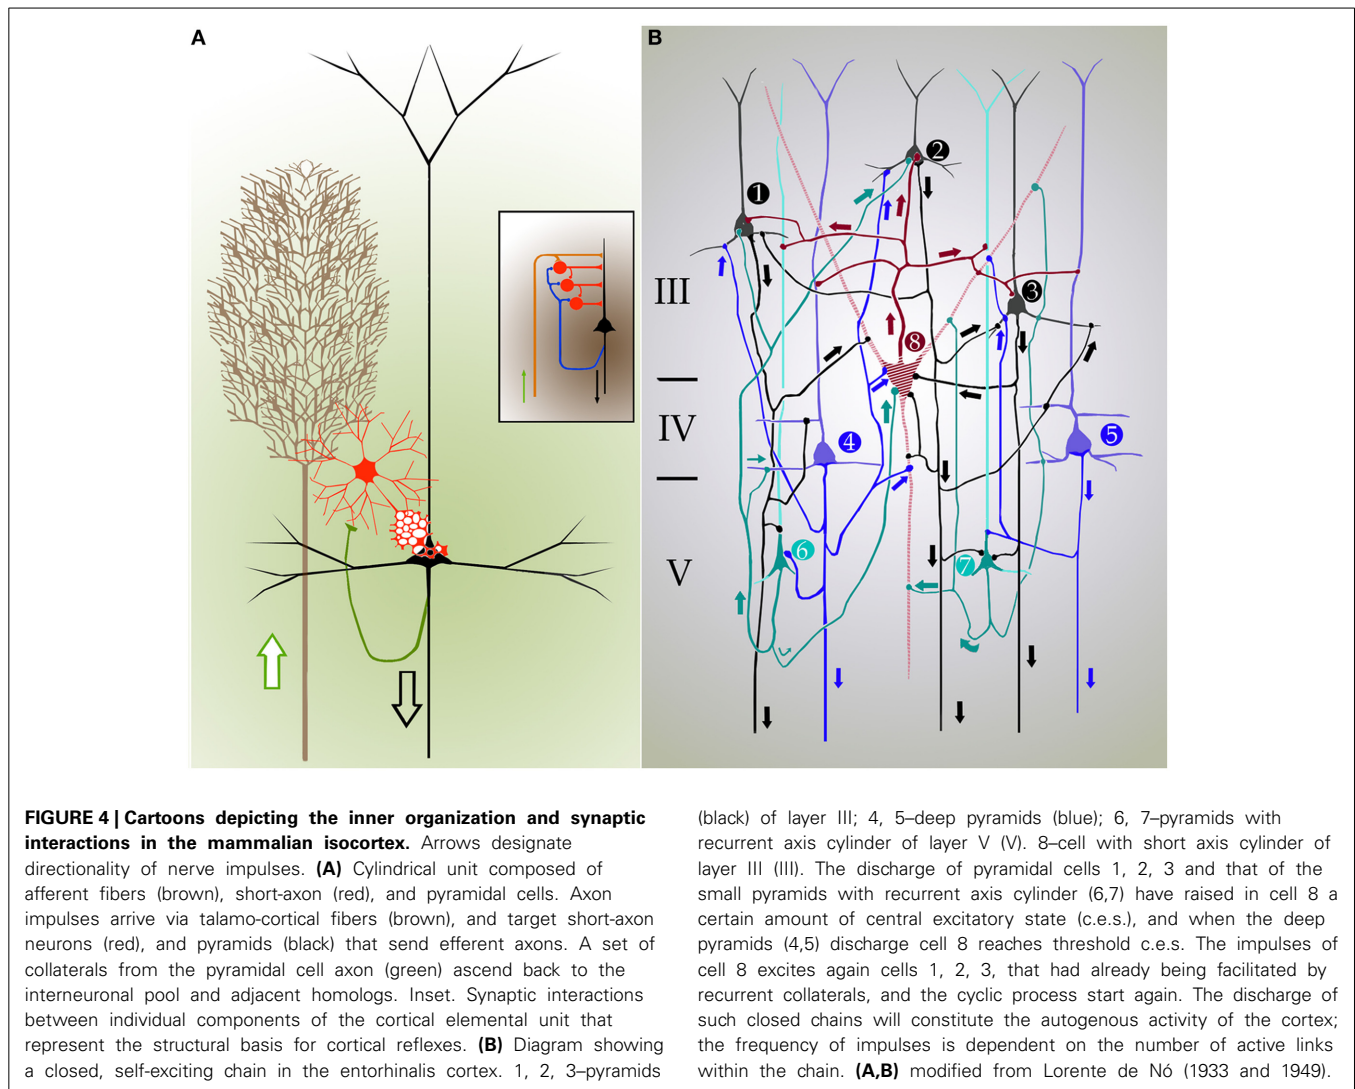 A
B
1
2
3
III
8
IV
4
5
V
6
7
FIGURE 4 | Cartoons depicting the inner organization and synaptic
interactions in the mammalian isocortex. Arrows designate
directionality of nerve impulses. (A) Cylindrical unit composed of
afferent fibers (brown), short-axon (red), and pyramidal cells. Axon
impulses arrive via talamo-cortical fibers (brown), and target short-axon
neurons (red), and pyramids (black) that send efferent axons. A set of
collaterals from the pyramidal cell axon (green) ascend back to the
interneuronal pool and adjacent homologs. Inset. Synaptic interactions
between individual components of the cortical elemental unit that
represent the structural basis for cortical reflexes. (B) Diagram showing
a closed, self-exciting chain in the entorhinalis cortex. 1, 2, 3–pyramids
(black) of layer III; 4, 5–deep pyramids (blue); 6, 7–pyramids with
recurrent axis cylinder of layer V (V). 8–cell with short axis cylinder of
layer III (III). The discharge of pyramidal cells 1, 2, 3 and that of the
small pyramids with recurrent axis cylinder (6,7) have raised in cell 8 a
certain amount of central excitatory state (c.e.s.), and when the deep
pyramids (4,5) discharge cell 8 reaches threshold c.e.s. The impulses of
cell 8 excites again cells 1, 2, 3, that had already being facilitated by
recurrent collaterals, and the cyclic process start again. The discharge of
such closed chains will constitute the autogenous activity of the cortex;
the frequency of impulses is dependent on the number of active links
within the chain. (A,B) modified from Lorente de Nó (1933 and 1949).